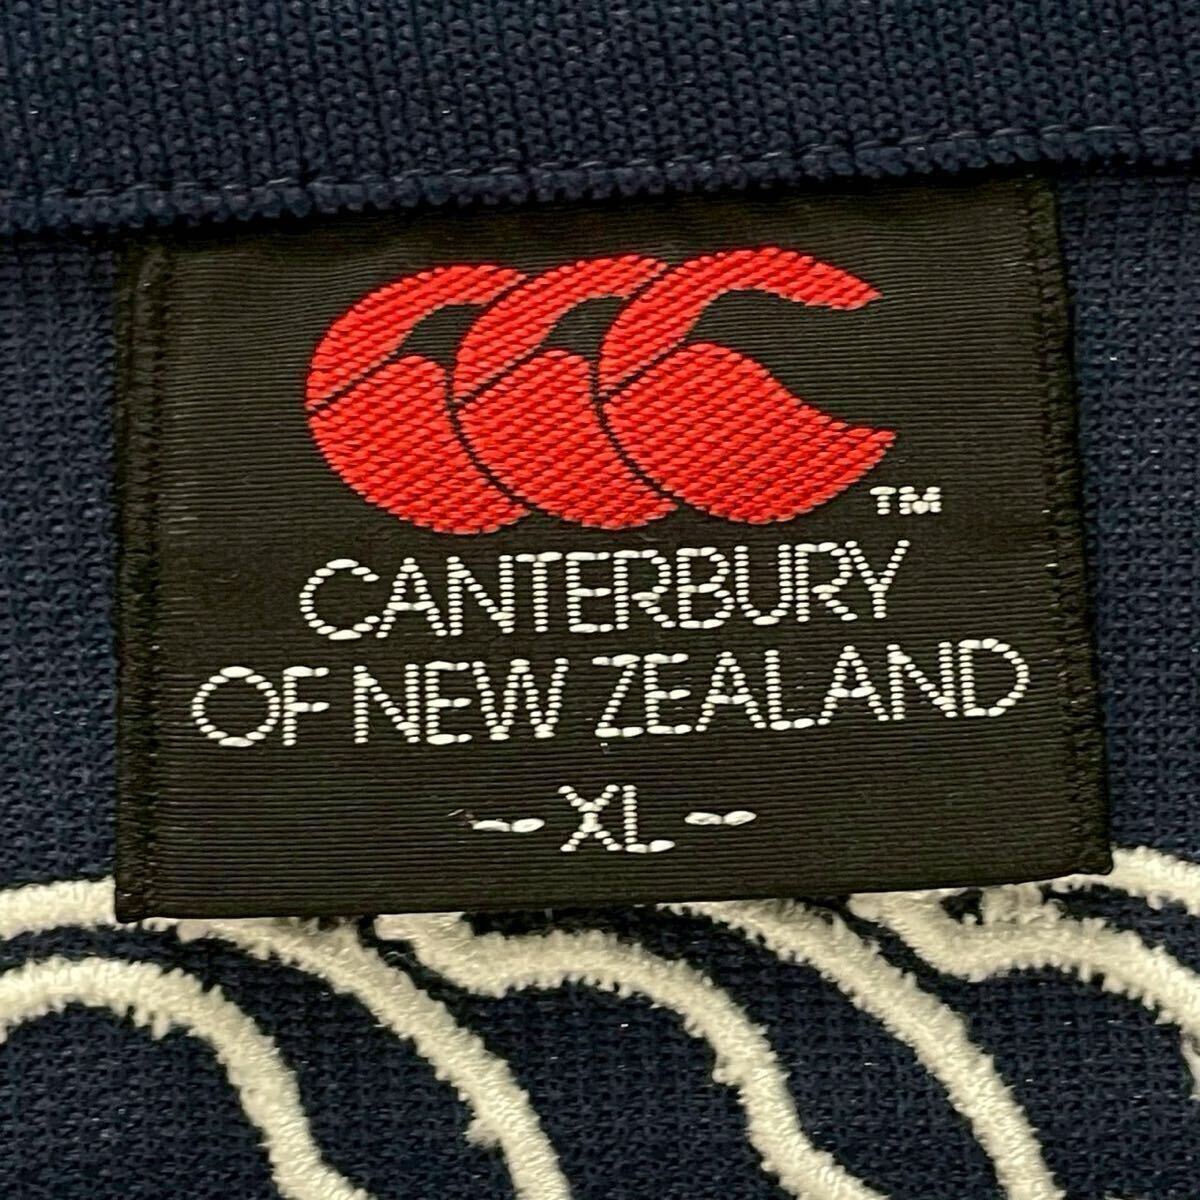 TM
CANTERBURY
OF NEW ZEALAND
- XL -